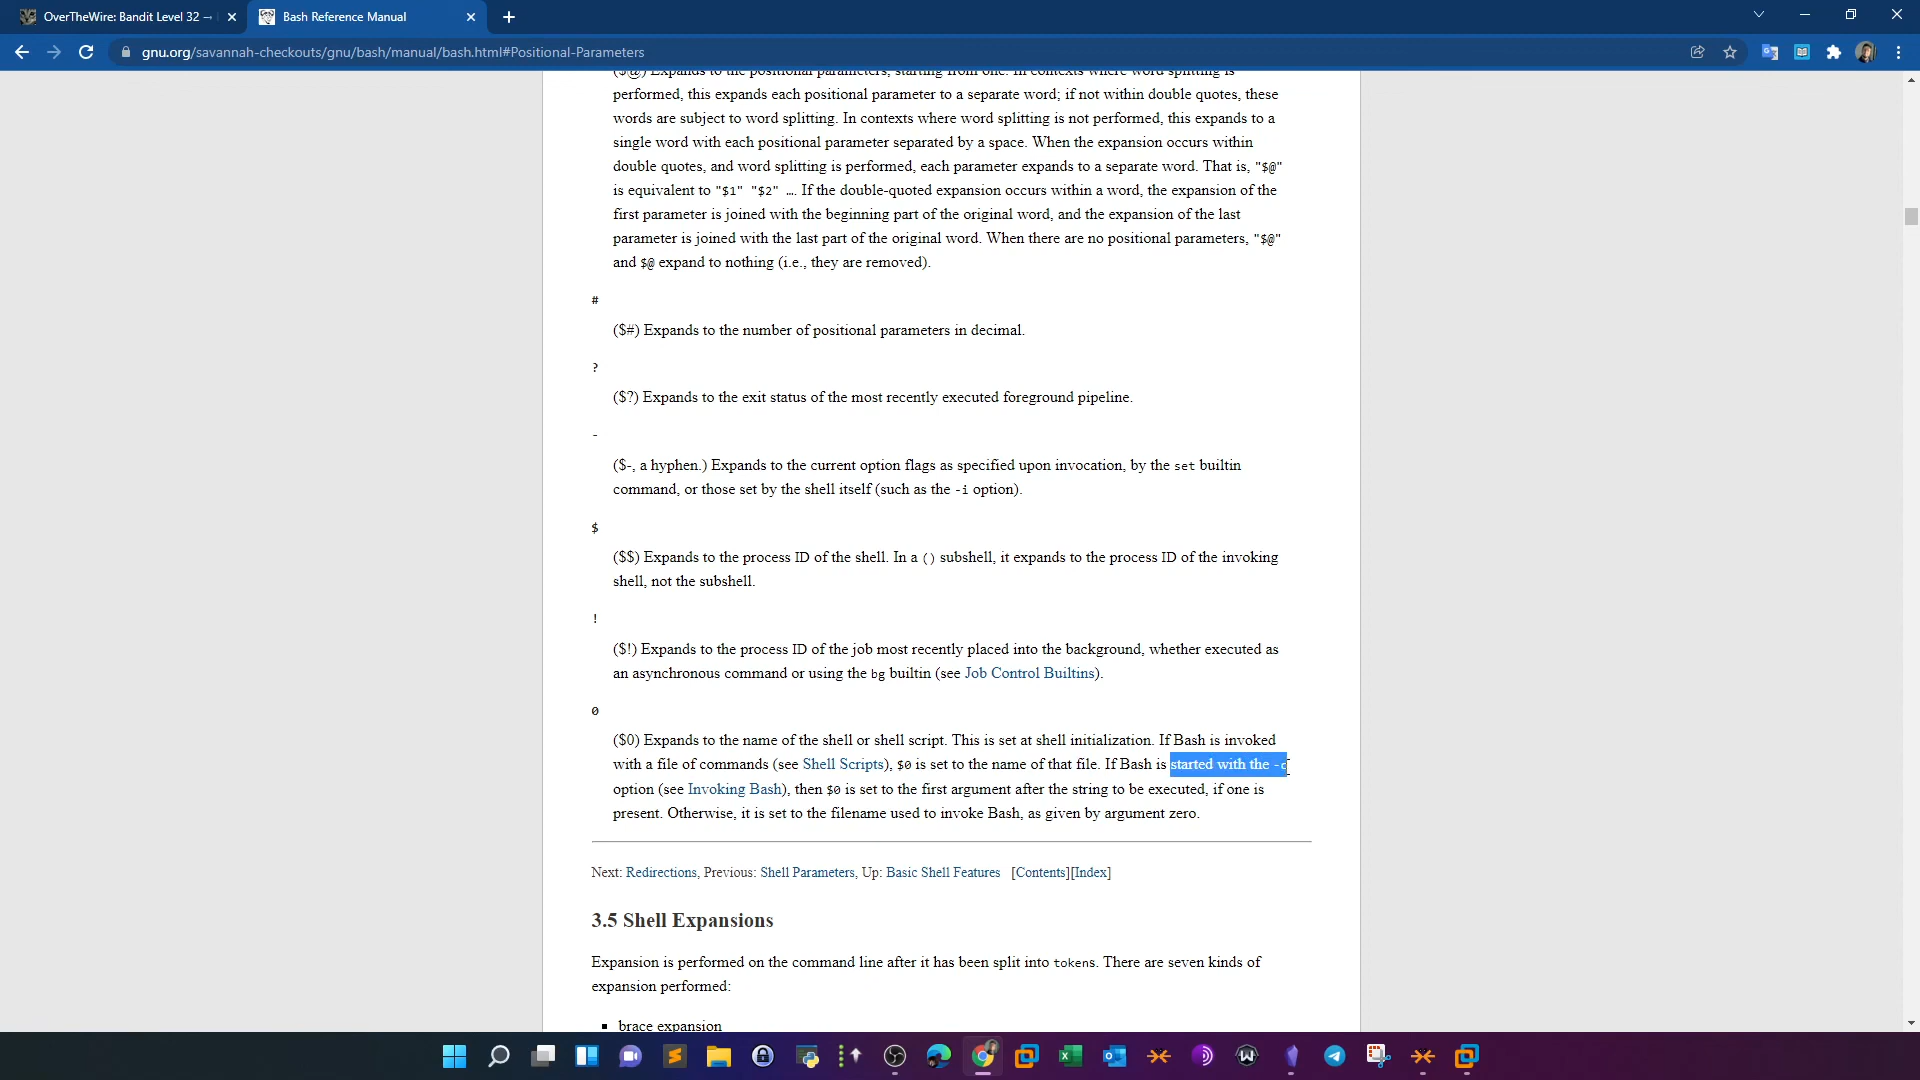 OverTheWire: Bandit Level 32 →
Bash Reference Manual
gnu.org/savannah-checkouts/gnu/bash/manual/bash.html#Positional-Parameters
($@) Expands to the positional parameters, starting from one. In contexts where word splitting is
performed, this expands each positional parameter to a separate word; if not within double quotes, these
words are subject to word splitting. In contexts where word splitting is not performed, this expands to a
single word with each positional parameter separated by a space. When the expansion occurs within
double quotes, and word splitting is performed, each parameter expands to a separate word. That is, "$@"
is equivalent to "$1" "$2" …. If the double-quoted expansion occurs within a word, the expansion of the
first parameter is joined with the beginning part of the original word, and the expansion of the last
parameter is joined with the last part of the original word. When there are no positional parameters, "$@"
and $@ expand to nothing (i.e., they are removed).
#
($#) Expands to the number of positional parameters in decimal.
?
($?) Expands to the exit status of the most recently executed foreground pipeline.
-
($-, a hyphen.) Expands to the current option flags as specified upon invocation, by the set builtin
command, or those set by the shell itself (such as the -i option).
$
($$) Expands to the process ID of the shell. In a () subshell, it expands to the process ID of the invoking
shell, not the subshell.
!
($!) Expands to the process ID of the job most recently placed into the background, whether executed as
an asynchronous command or using the bg builtin (see Job Control Builtins).
0
($0) Expands to the name of the shell or shell script. This is set at shell initialization. If Bash is invoked
with a file of commands (see Shell Scripts), $0 is set to the name of that file. If Bash is started with the -c
option (see Invoking Bash), then $0 is set to the first argument after the string to be executed, if one is
present. Otherwise, it is set to the filename used to invoke Bash, as given by argument zero.
Next: Redirections, Previous: Shell Parameters, Up: Basic Shell Features [Contents][Index]
3.5 Shell Expansions
Expansion is performed on the command line after it has been split into tokens. There are seven kinds of
expansion performed:
▪ brace expansion